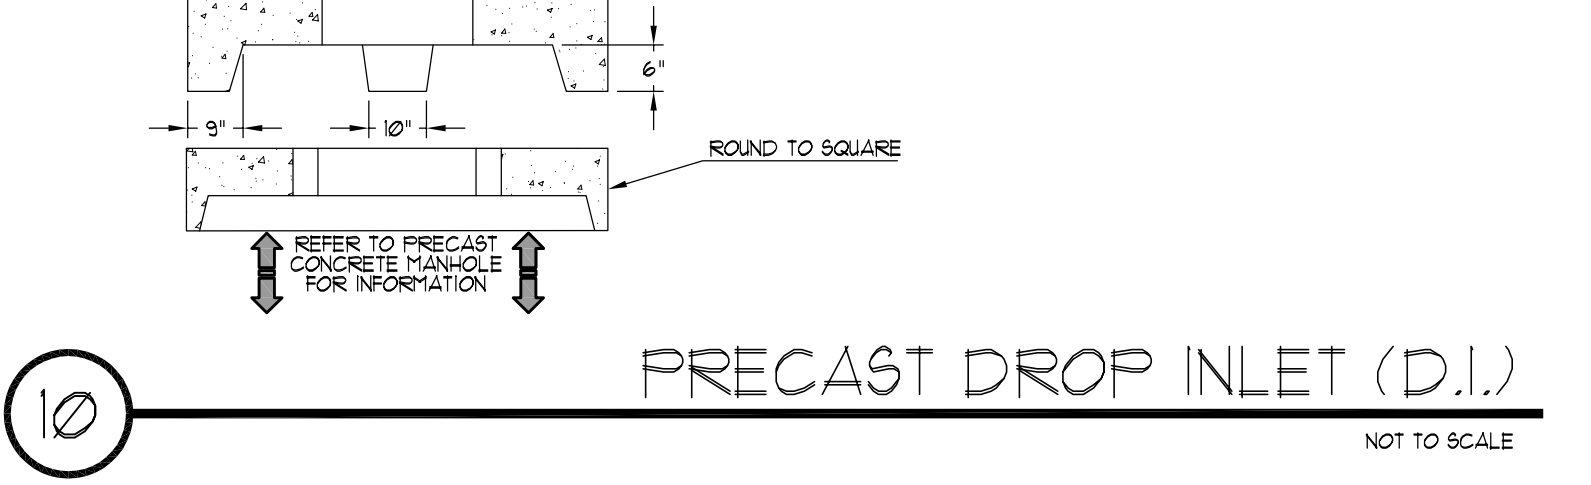 6"
9"
10"
ROUND TO SQUARE
REFER TO PRECAST
CONCRETE MANHOLE
FOR INFORMATION
PRECAST DROP INLET (D.I.)
10
NOT TO SCALE